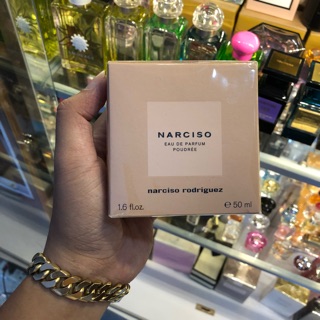 NARCISO
EAU DE PARFUM
POUDRÉE
narciso rodriguez
1.6 fl.oz. ℮ 50 ml